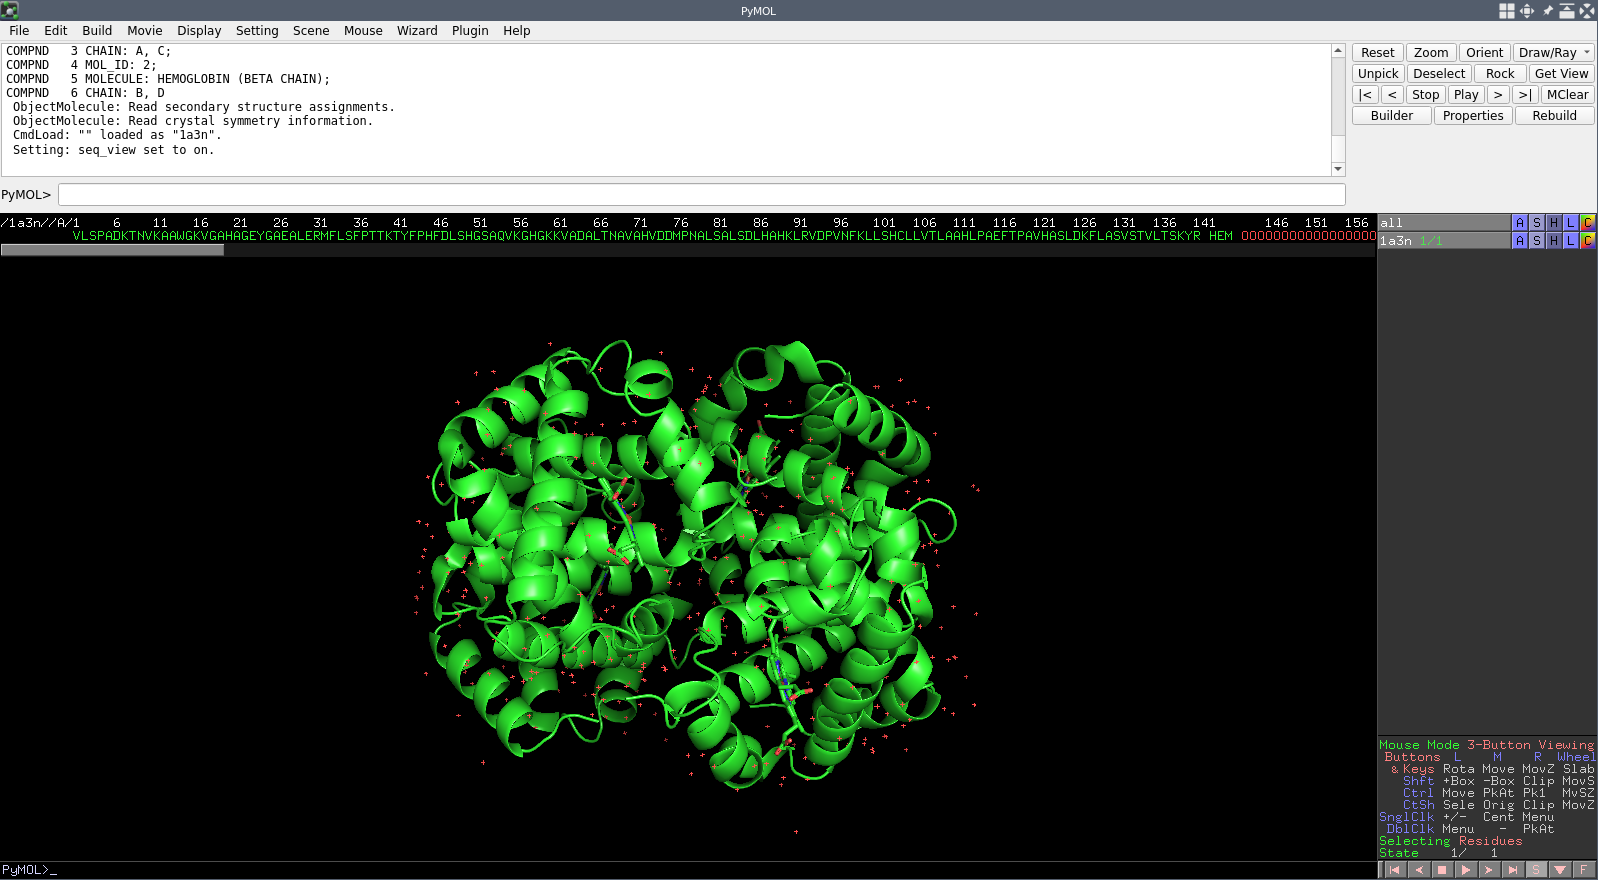 PyMOL
File Edit Build Movie Display Setting Scene Mouse Wizard Plugin Help
COMPND   3 CHAIN: A, C;
COMPND   4 MOL_ID: 2;
COMPND   5 MOLECULE: HEMOGLOBIN (BETA CHAIN);
COMPND   6 CHAIN: B, D
ObjectMolecule: Read secondary structure assignments.
ObjectMolecule: Read crystal symmetry information.
CmdLoad: "" loaded as "1a3n".
Setting: seq_view set to on.
Reset Zoom Orient Draw/Ray
Unpick Deselect Rock Get View
|< < Stop Play > >| MClear
Builder Properties Rebuild
PyMOL>
/1a3n//A/1 6 11 16 21 26 31 36 41 46 51 56 61 66 71 76 81 86 91 96 101 106 111 116 121 126 131 136 141 146 151 156
VLSPADKTNVKAAWGKVGAHAGEYGAEALERMFLSFPTTKTYFPHFDLSHGSAQVKGHGKKVADALTNAVAHVDDMPNALSALSDLHAHKLRVDPVNFKLLSHCLLVTLAAHLPAEFTPAVHASLDKFLASVSTVLTSKYR HEM OOOOOOOOOOOOOOOOO
all A S H L C
1a3n 1/1 A S H L C
Mouse Mode 3-Button Viewing
Buttons L M R Wheel
& Keys Rota Move MovZ Slab
Shft +Box -Box Clip MovS
Ctrl Move PkAt Pk1 MvSZ
CtSh Sele Orig Clip MovZ
SnglClk +/- Cent Menu
DblClk Menu - PkAt
Selecting Residues
State 1/ 1
PyMOL>_
S F